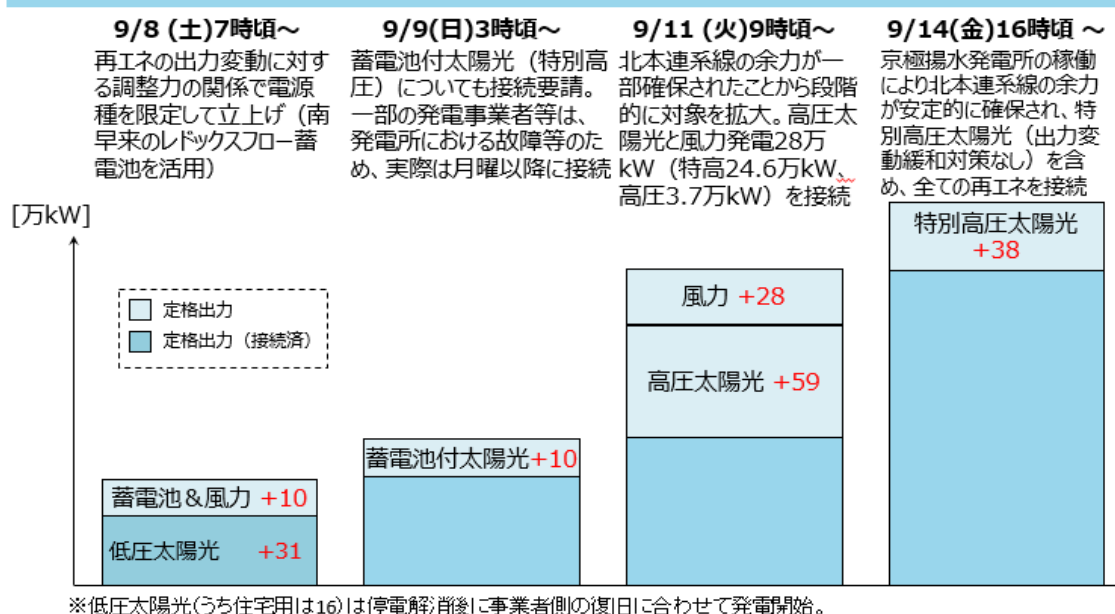 9/8 (土)7時頃～
再エネの出力変動に対す
る調整力の関係で電源
種を限定して立上げ（南
早来のレドックスフロー蓄
電池を活用）
9/9(日)3時頃～
蓄電池付太陽光（特別高
圧）についても接続要請。
一部の発電事業者等は、
発電所における故障等のた
め、実際は月曜以降に接続
9/11 (火)9時頃～
北本連系線の余力が一
部確保されたことから段階
的に対象を拡大。高圧太
陽光と風力発電28万
kW（特高24.6万kW、
高圧3.7万kW）を接続
9/14(金)16時頃 ～
京極揚水発電所の稼働
により北本連系線の余力
が安定的に確保され、特
別高圧太陽光（出力変
動緩和対策なし）を含
め、全ての再エネを接続
[万kW]
定格出力
定格出力（接続済）
蓄電池＆風力 +10
低圧太陽光 +31
蓄電池付太陽光+10
風力 +28
高圧太陽光 +59
特別高圧太陽光
+38
※低圧太陽光(うち住宅用は16)は停電解消後に事業者側の復旧に合わせて発電開始。